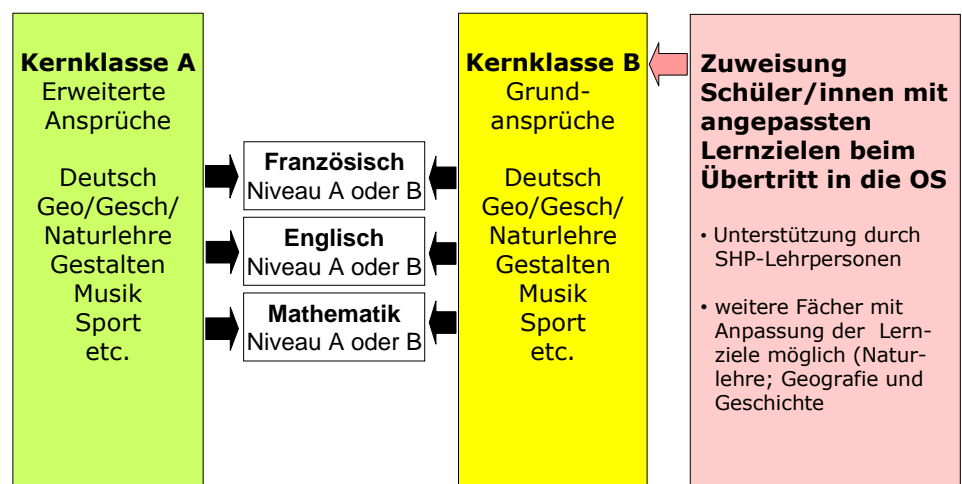 Kernklasse A
Erweiterte
Ansprüche
Deutsch
Geo/Gesch/
Naturlehre
Gestalten
Musik
Sport
etc.
Französisch
Niveau A oder B
Englisch
Niveau A oder B
Mathematik
Niveau A oder B
Kernklasse B
Grund-
ansprüche
Deutsch
Geo/Gesch/
Naturlehre
Gestalten
Musik
Sport
etc.
Zuweisung
Schüler/innen mit
angepassten
Lernzielen beim
Übertritt in die OS
• Unterstützung durch
SHP-Lehrpersonen
• weitere Fächer mit
Anpassung der Lern-
ziele möglich (Natur-
lehre; Geografie und
Geschichte